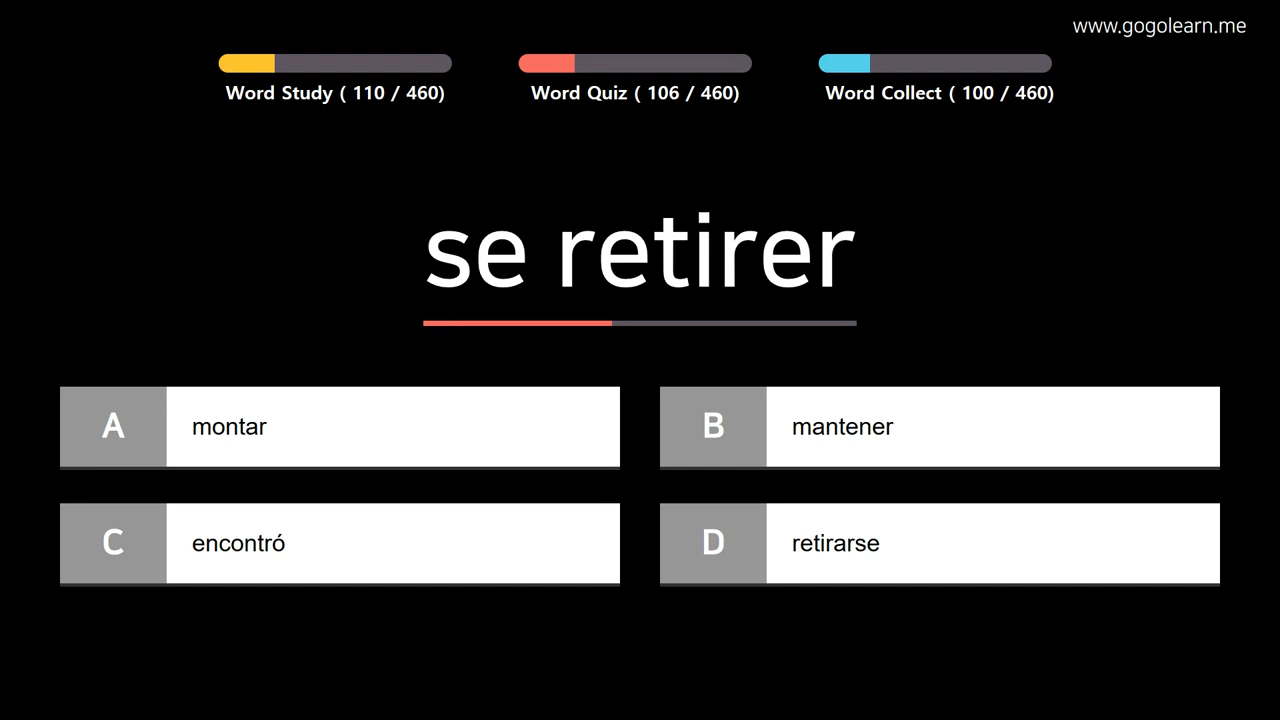 www.gogolearn.me
Word Study ( 110 / 460)
Word Quiz ( 106 / 460)
Word Collect ( 100 / 460)
se retirer
A montar
B mantener
C encontró
D retirarse